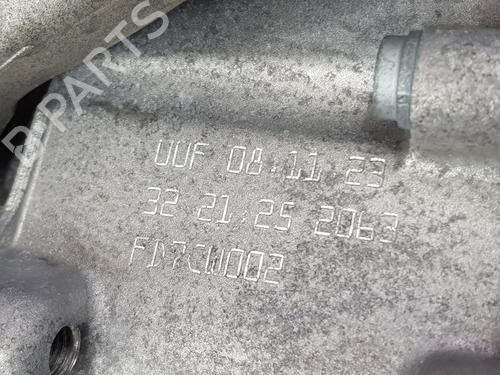 B-PARTS
UUF 08.11.23
32 21:25 2063
FD7CW002